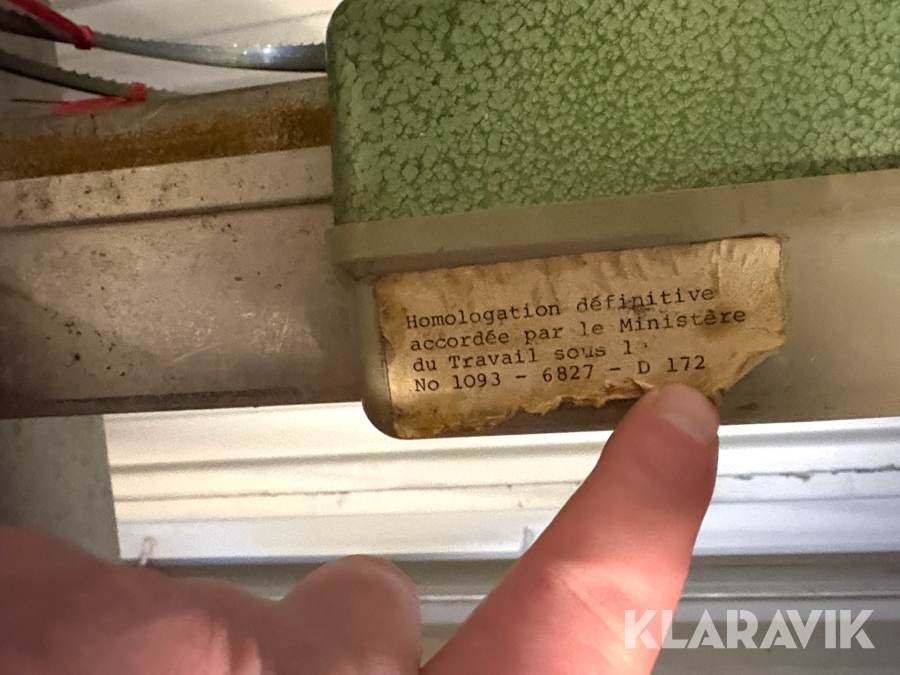 Homologation définitive
accordée par le Ministère
du Travail sous
No 1093 - 6827 - D 172
KLARAVIK